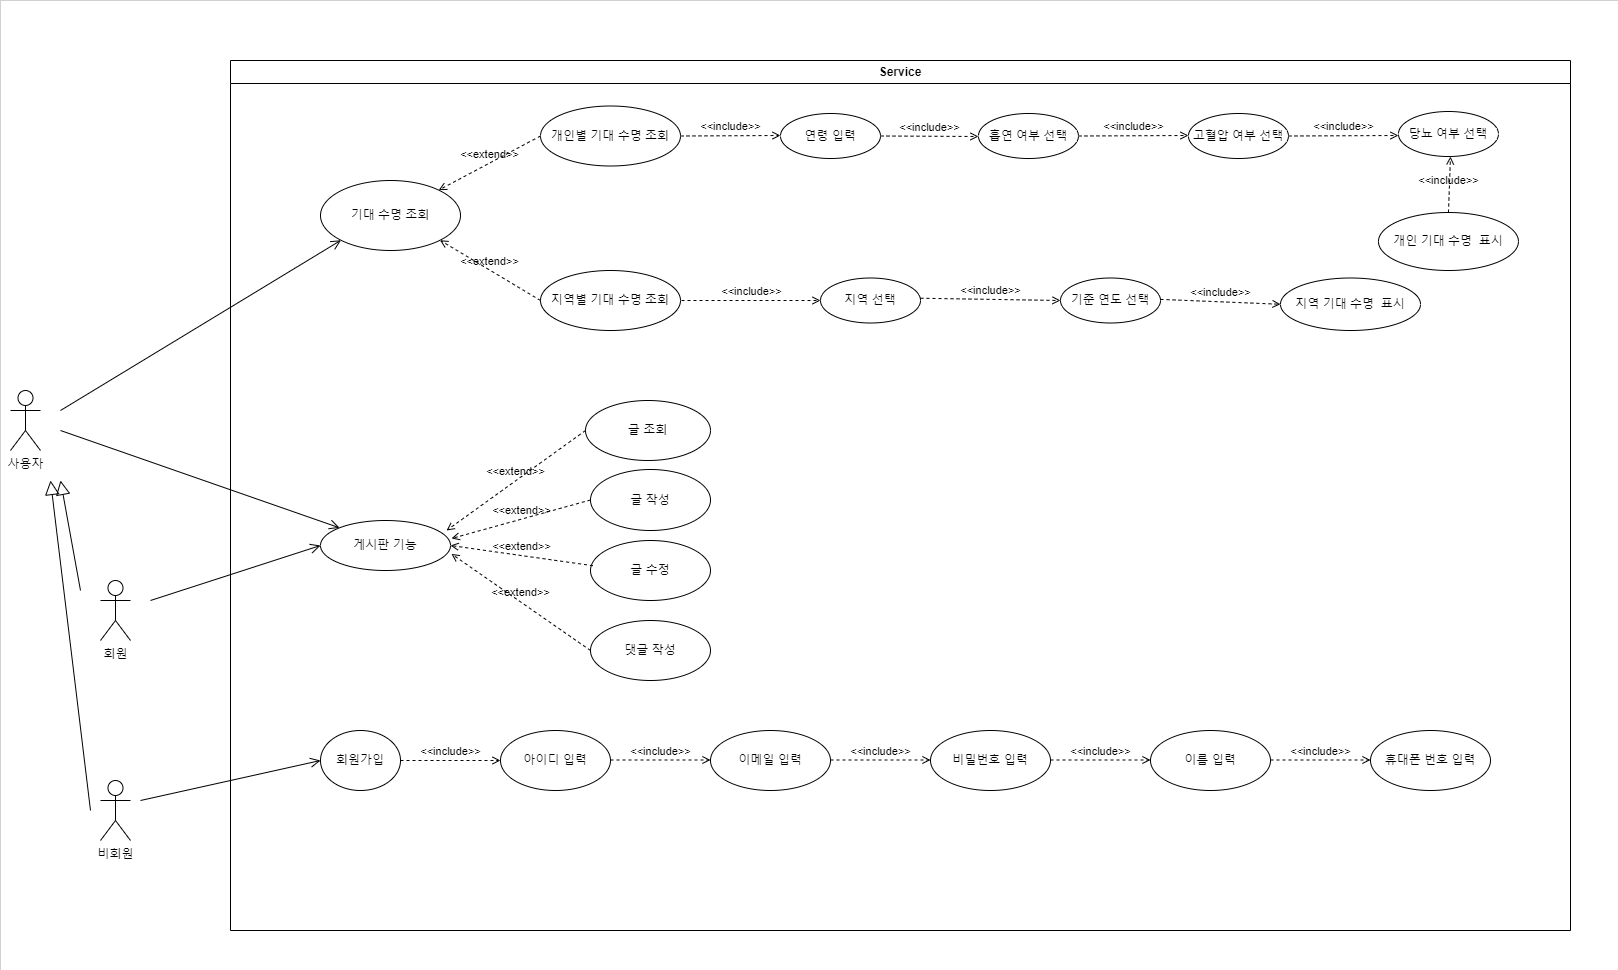 Service
개인별 기대 수명 조회
<<include>>
연령 입력
<<include>>
흡연 여부 선택
<<include>>
고혈압 여부 선택
<<include>>
당뇨 여부 선택
<<extend>>
<<include>>
기대 수명 조회
개인 기대 수명 표시
<<extend>>
지역별 기대 수명 조회
<<include>>
지역 선택
<<include>>
기준 연도 선택
<<include>>
지역 기대 수명 표시
사용자
글 조회
<<extend>>
글 작성
<<extend>>
게시판 기능
<<extend>>
글 수정
<<extend>>
댓글 작성
회원
회원가입
<<include>>
아이디 입력
<<include>>
이메일 입력
<<include>>
비밀번호 입력
<<include>>
이름 입력
<<include>>
휴대폰 번호 입력
비회원